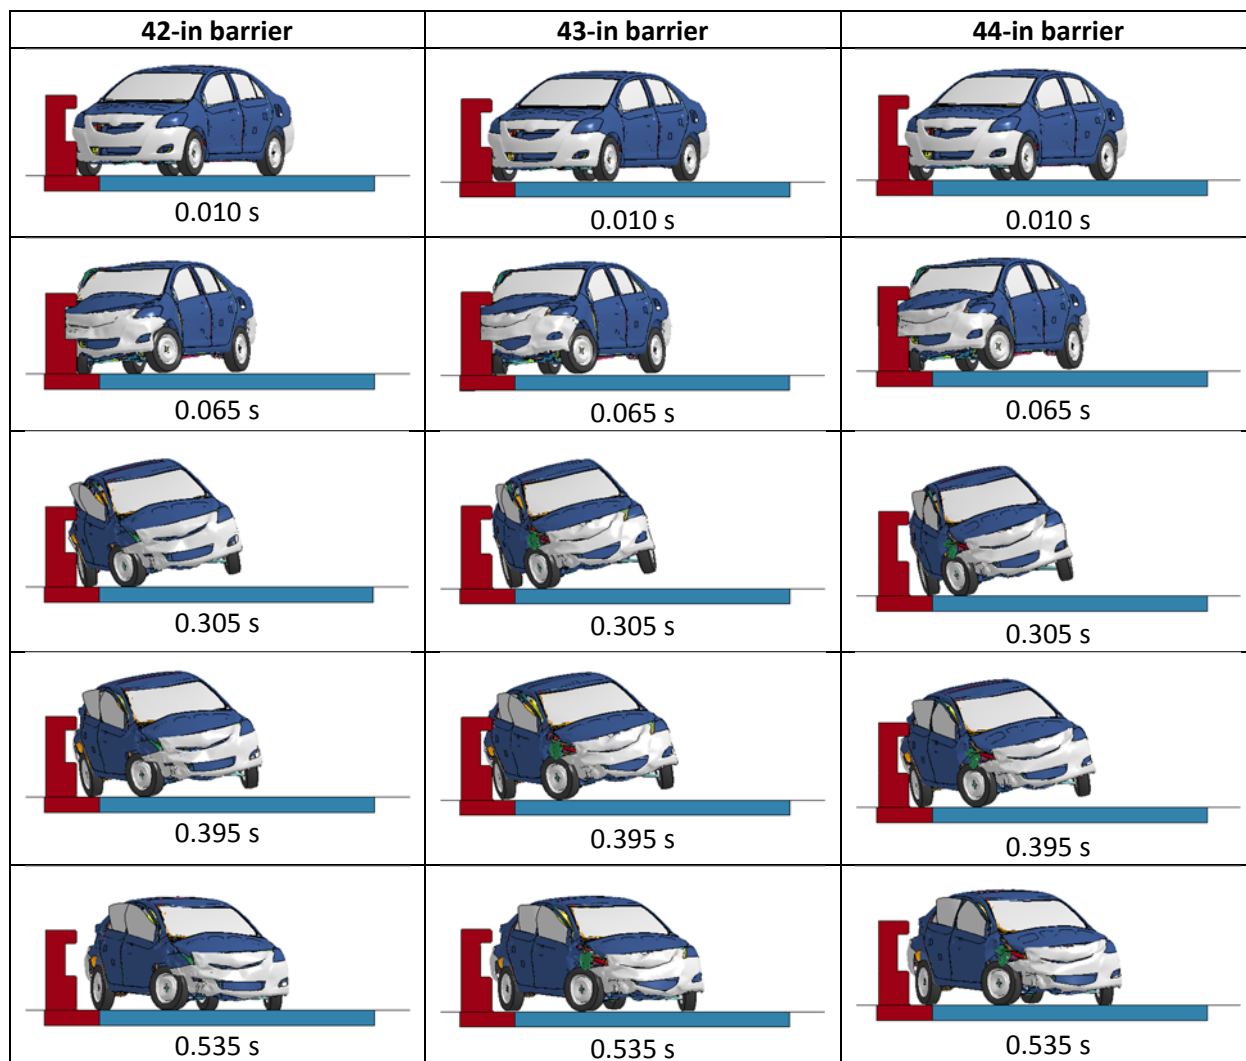 42-in barrier 43-in barrier 44-in barrier
0.010 s 0.010 s 0.010 s
0.065 s 0.065 s 0.065 s
0.305 s 0.305 s 0.305 s
0.395 s 0.395 s 0.395 s
0.535 s 0.535 s 0.535 s